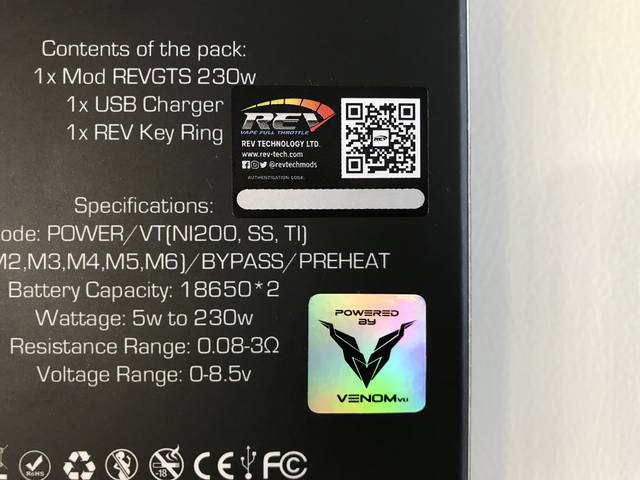 Contents of the pack:
1x Mod REVGTS 230w
1x USB Charger
1x REV Key Ring
REV
VAPE FULL THROTTLE
REV TECHNOLOGY LTD.
www.rev-tech.com
@revtechmods
AUTHENTICATION CODE:
Specifications:
ode: POWER/VT(NI200, SS, TI)
M2,M3,M4,M5,M6)/BYPASS/PREHEAT
Battery Capacity: 18650*2
Wattage: 5w to 230w
Resistance Range: 0.08-3Ω
Voltage Range: 0-8.5v
POWERED
BY
VENOM V1.1
RoHS -18 CE FC